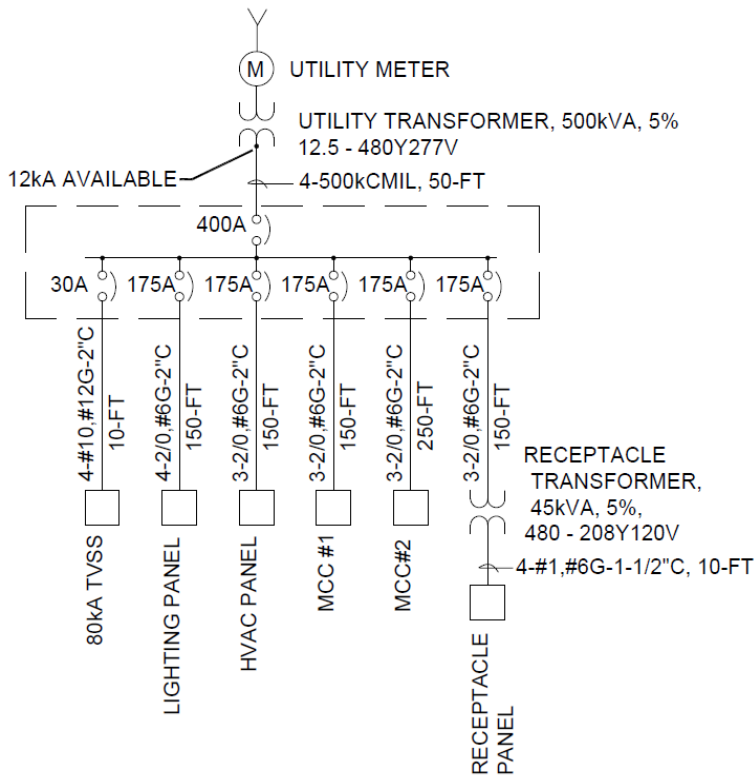 M
UTILITY METER
UTILITY TRANSFORMER, 500kVA, 5%
12.5 - 480Y277V
12kA AVAILABLE
4-500kCMIL, 50-FT
400A
30A
175A
175A
175A
175A
175A
4-#10,#12G-2"C
10-FT
4-2/0,#6G-2"C
150-FT
3-2/0,#6G-2"C
150-FT
3-2/0,#6G-2"C
150-FT
3-2/0,#6G-2"C
250-FT
3-2/0,#6G-2"C
150-FT
RECEPTACLE
TRANSFORMER,
45kVA, 5%,
480 - 208Y120V
4-#1,#6G-1-1/2"C, 10-FT
80kA TVSS
LIGHTING PANEL
HVAC PANEL
MCC #1
MCC#2
RECEPTACLE
PANEL